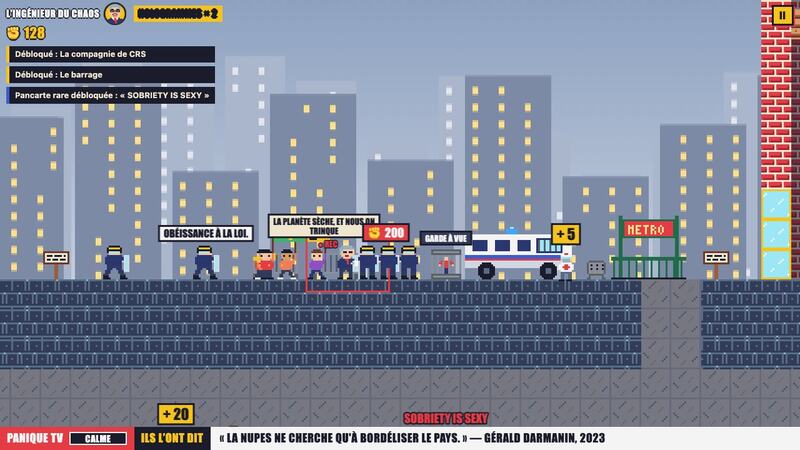 L'INGÉNIEUR DU CHAOS
HOLOGRAMMES × 2
128
Débloqué : La compagnie de CRS
Débloqué : Le barrage
Pancarte rare débloquée : « SOBRIETY IS SEXY »
OBÉISSANCE À LA LOI.
LA PLANÈTE SÈCHE, ET NOUS ON
TRINQUE
200
REC
GARDE À VUE
+ 5
METRO
+ 20
SOBRIETY IS SEXY
PANIQUE TV
CALME
ILS L'ONT DIT
« LA NUPES NE CHERCHE QU'À BORDÉLISER LE PAYS. » — GÉRALD DARMANIN, 2023